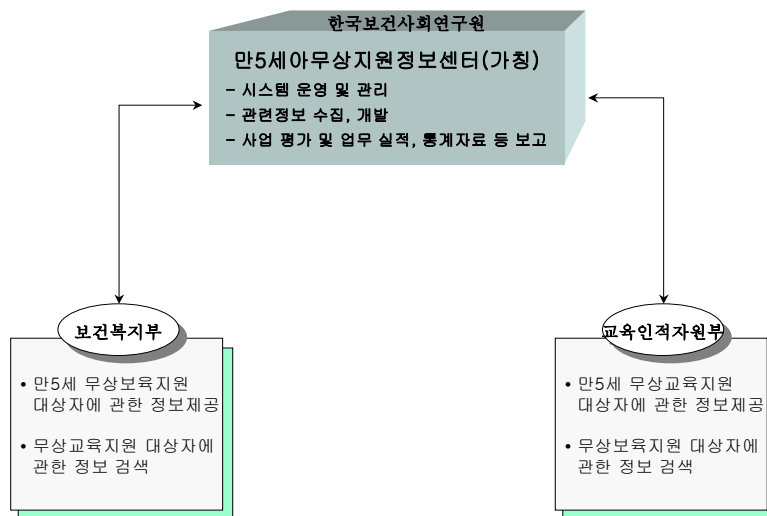 한국보건사회연구원
만5세아무상지원정보센터(가칭)
- 시스템 운영 및 관리
- 관련정보 수집, 개발
- 사업 평가 및 업무 실적, 통계자료 등 보고
보건복지부
• 만5세 무상보육지원
대상자에 관한 정보제공
• 무상교육지원 대상자에
관한 정보 검색
교육인적자원부
• 만5세 무상교육지원
대상자에 관한 정보제공
• 무상보육지원 대상자에
관한 정보 검색